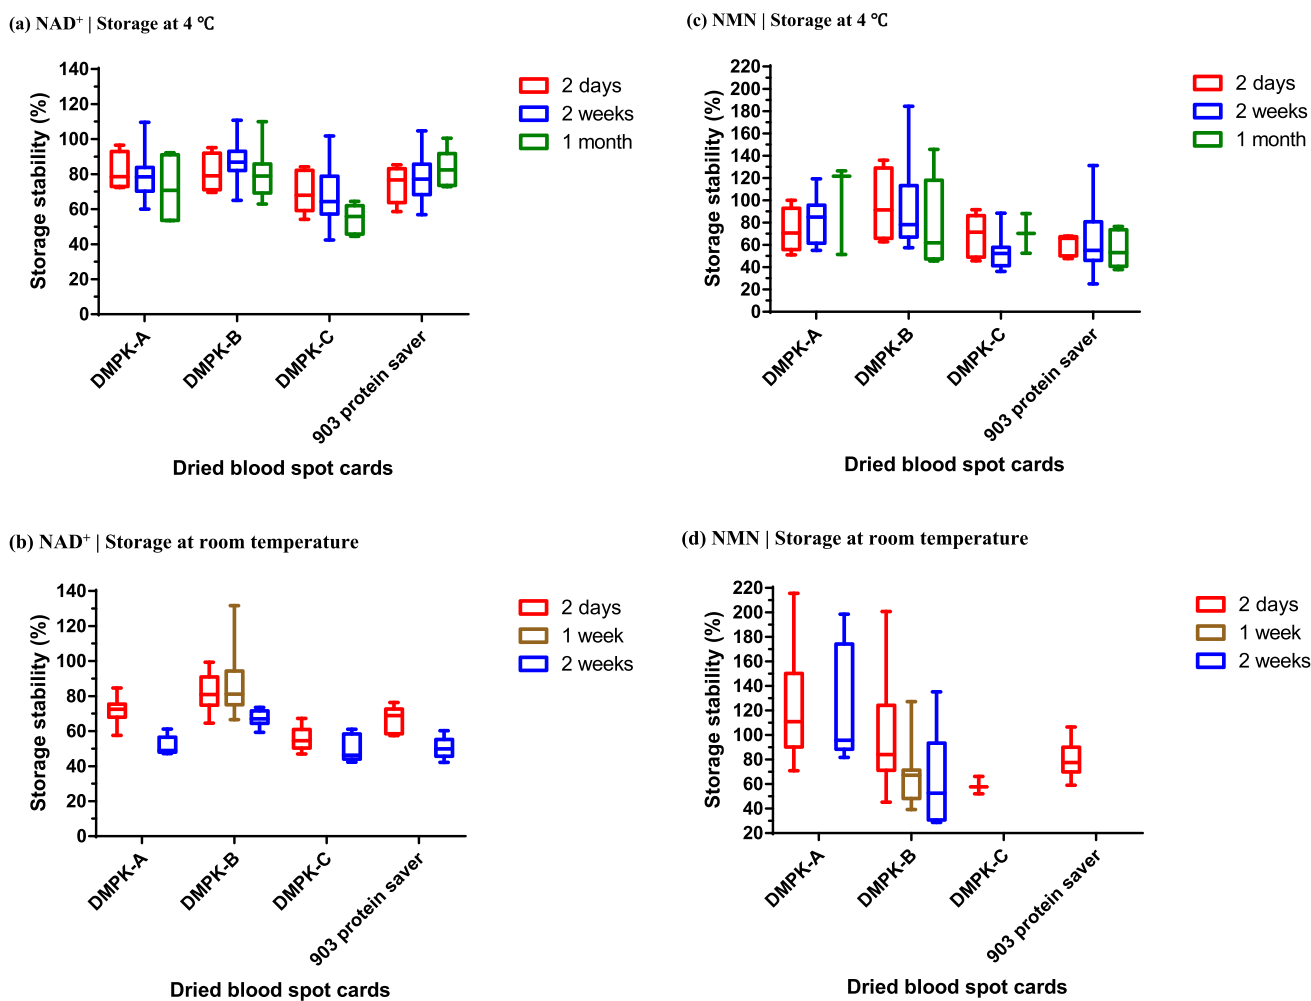 (a) NAD⁺ | Storage at 4 ℃
Storage stability (%)
140
120
100
80
60
40
20
0
DMPK-A
DMPK-B
DMPK-C
903 protein saver
Dried blood spot cards
2 days
2 weeks
1 month
(c) NMN | Storage at 4 ℃
Storage stability (%)
220
200
180
160
140
120
100
80
60
40
20
0
DMPK-A
DMPK-B
DMPK-C
903 protein saver
Dried blood spot cards
2 days
2 weeks
1 month
(b) NAD⁺ | Storage at room temperature
Storage stability (%)
140
120
100
80
60
40
20
0
DMPK-A
DMPK-B
DMPK-C
903 protein saver
Dried blood spot cards
2 days
1 week
2 weeks
(d) NMN | Storage at room temperature
Storage stability (%)
220
200
180
160
140
120
100
80
60
40
20
DMPK-A
DMPK-B
DMPK-C
903 protein saver
Dried blood spot cards
2 days
1 week
2 weeks